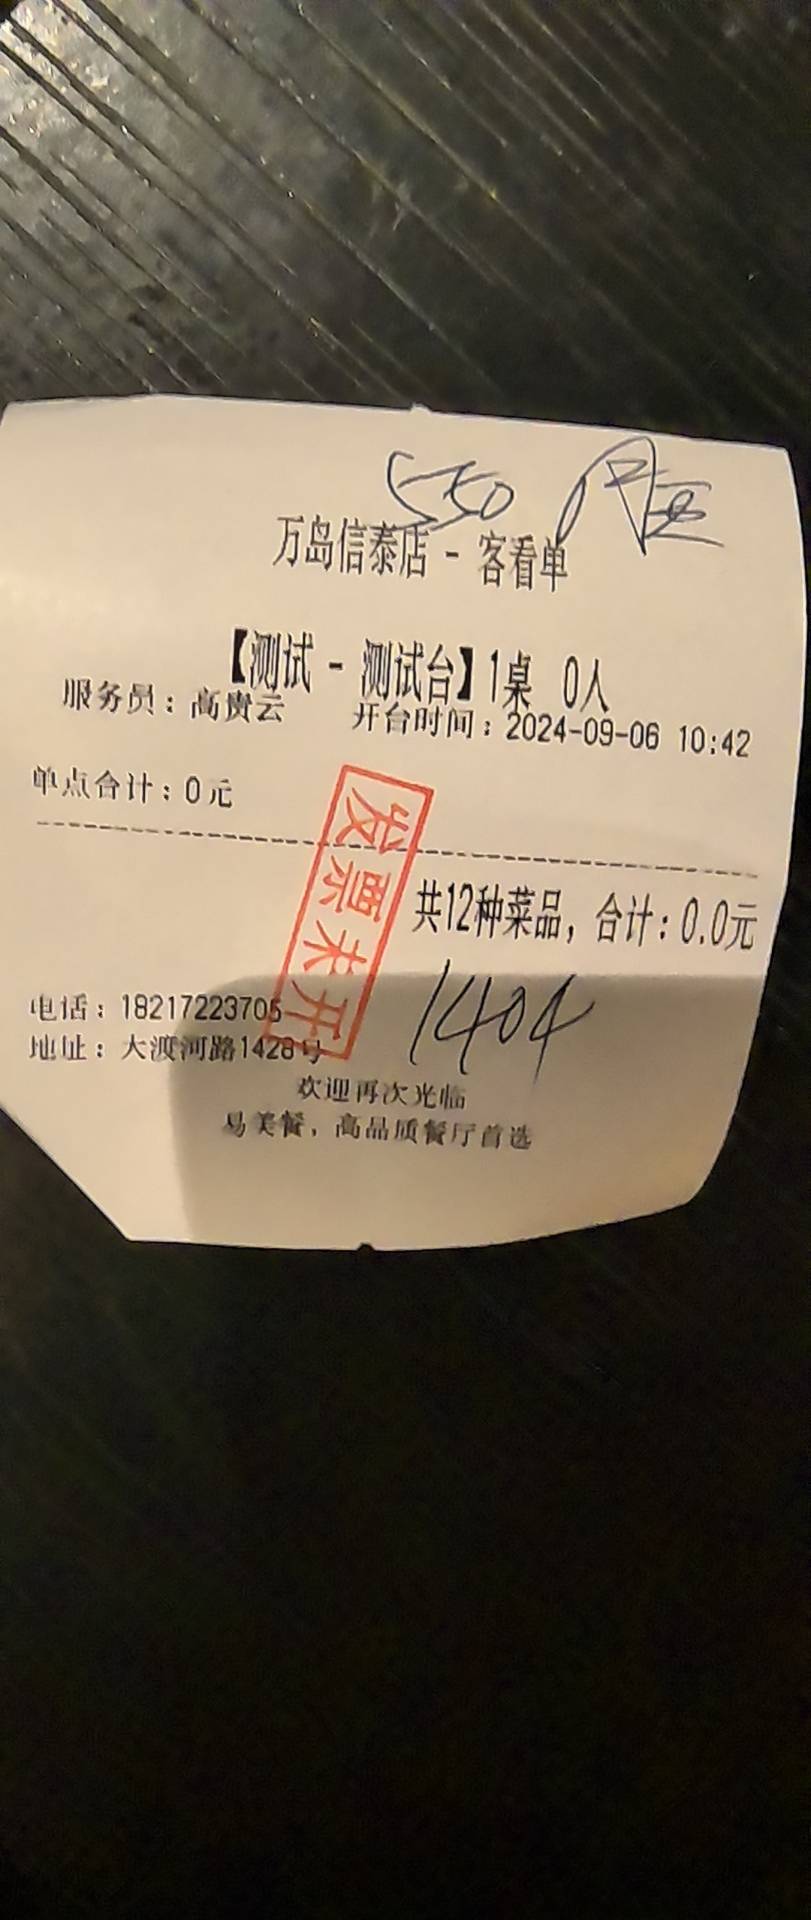 550
万岛信泰店 - 客看单
【测试 - 测试台】1桌 0人
服务员：高贵云 开台时间：2024-09-06 10:42
单点合计：0元
发票未开
共12种菜品，合计：0.0元
1404
电话：18217223705
地址：大渡河路1428号
欢迎再次光临
易美餐，高品质餐厅首选